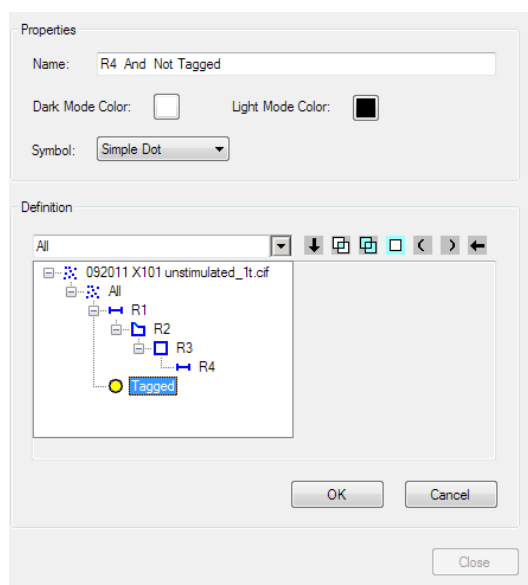 Properties
Name: R4 And Not Tagged
Dark Mode Color: Light Mode Color:
Symbol: Simple Dot
Definition
All
092011 X101 unstimulated_1t.cif
All
R1
R2
R3
R4
Tagged
OK Cancel
Close